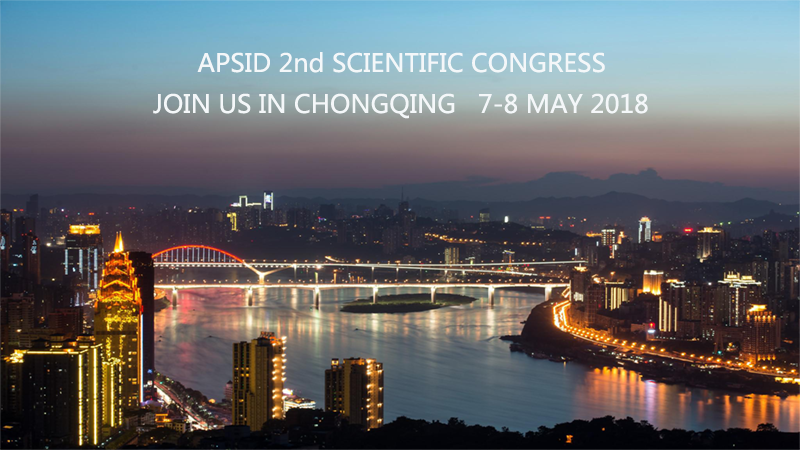 APSID 2nd SCIENTIFIC CONGRESS
JOIN US IN CHONGQING 7-8 MAY 2018